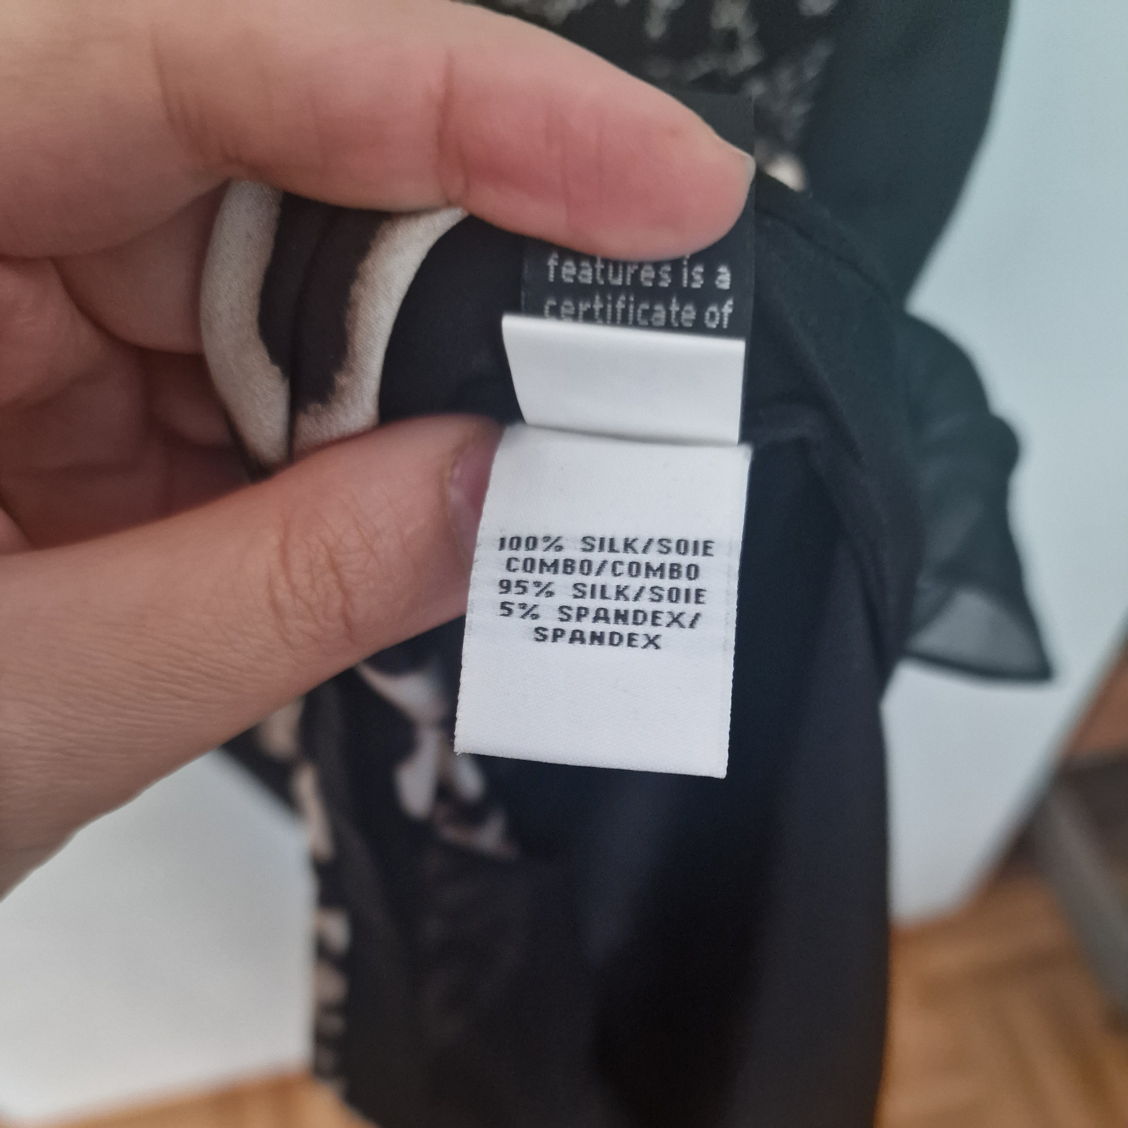 features is a
certificate of
100% SILK/SOIE
COMBO/COMBO
95% SILK/SOIE
5% SPANDEX/
SPANDEX